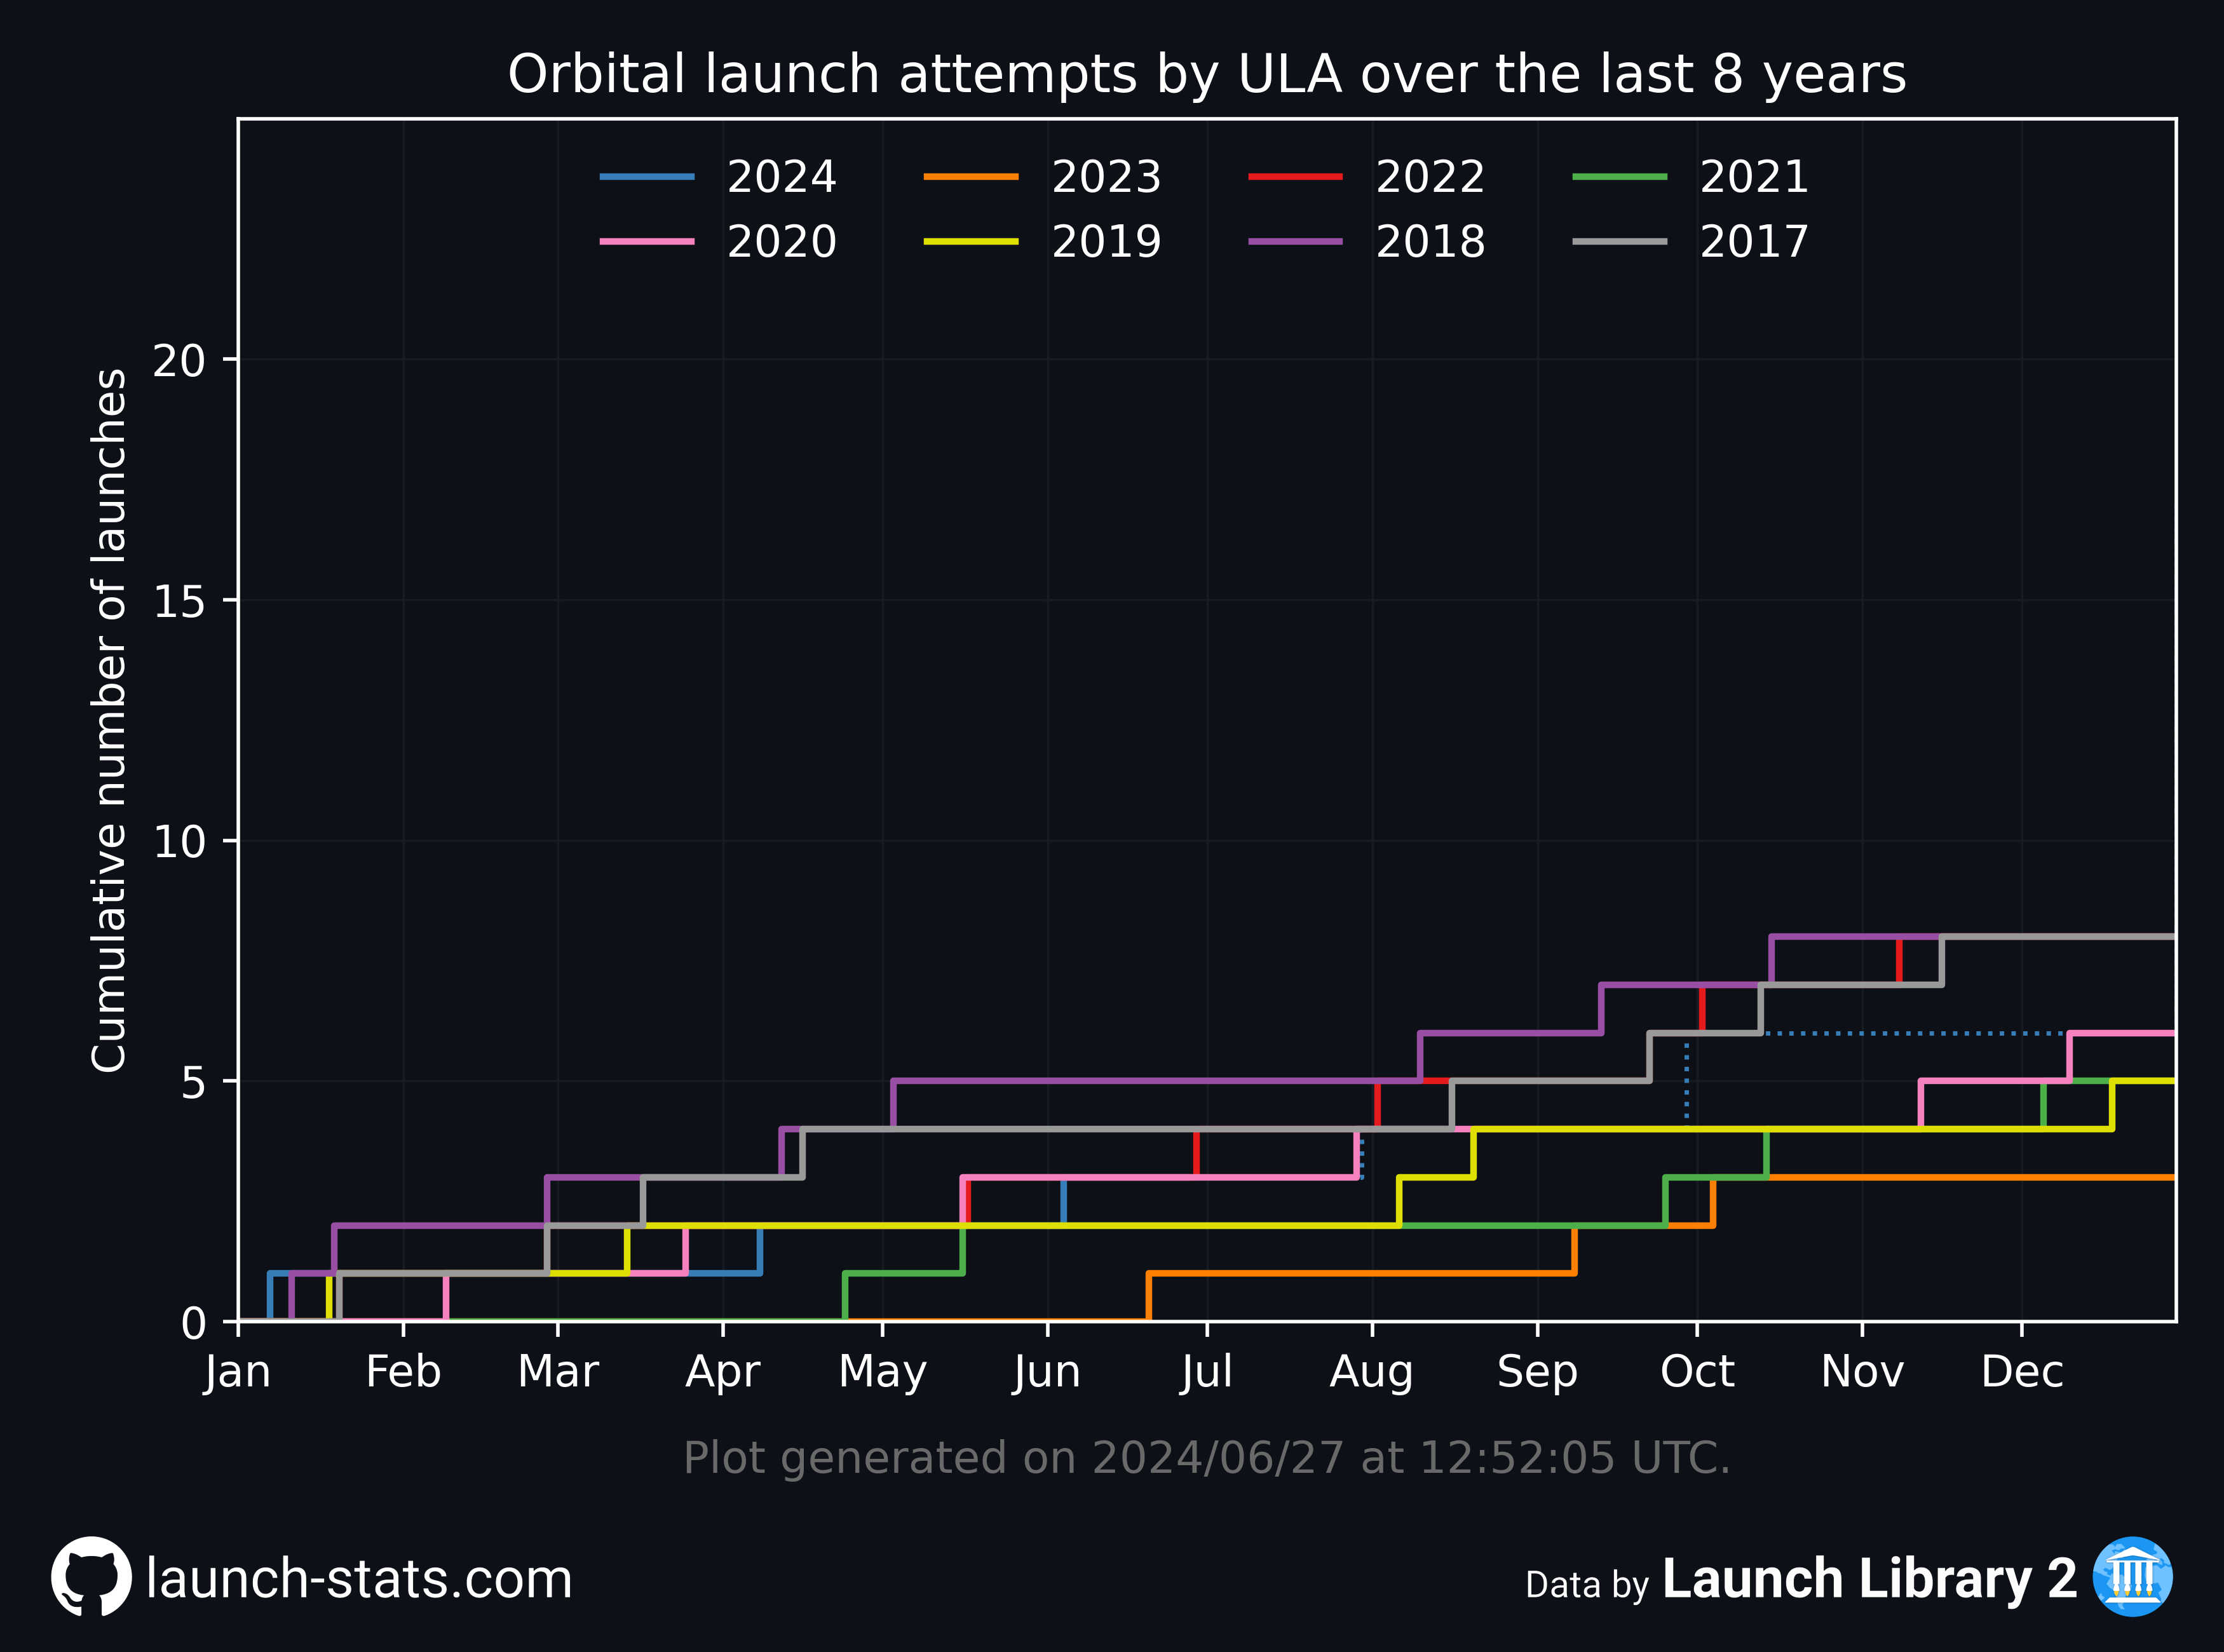 Orbital launch attempts by ULA over the last 8 years
2024 2023 2022 2021
2020 2019 2018 2017
Cumulative number of launches
20
15
10
5
0
Jan Feb Mar Apr May Jun Jul Aug Sep Oct Nov Dec
Plot generated on 2024/06/27 at 12:52:05 UTC.
launch-stats.com
Data by Launch Library 2